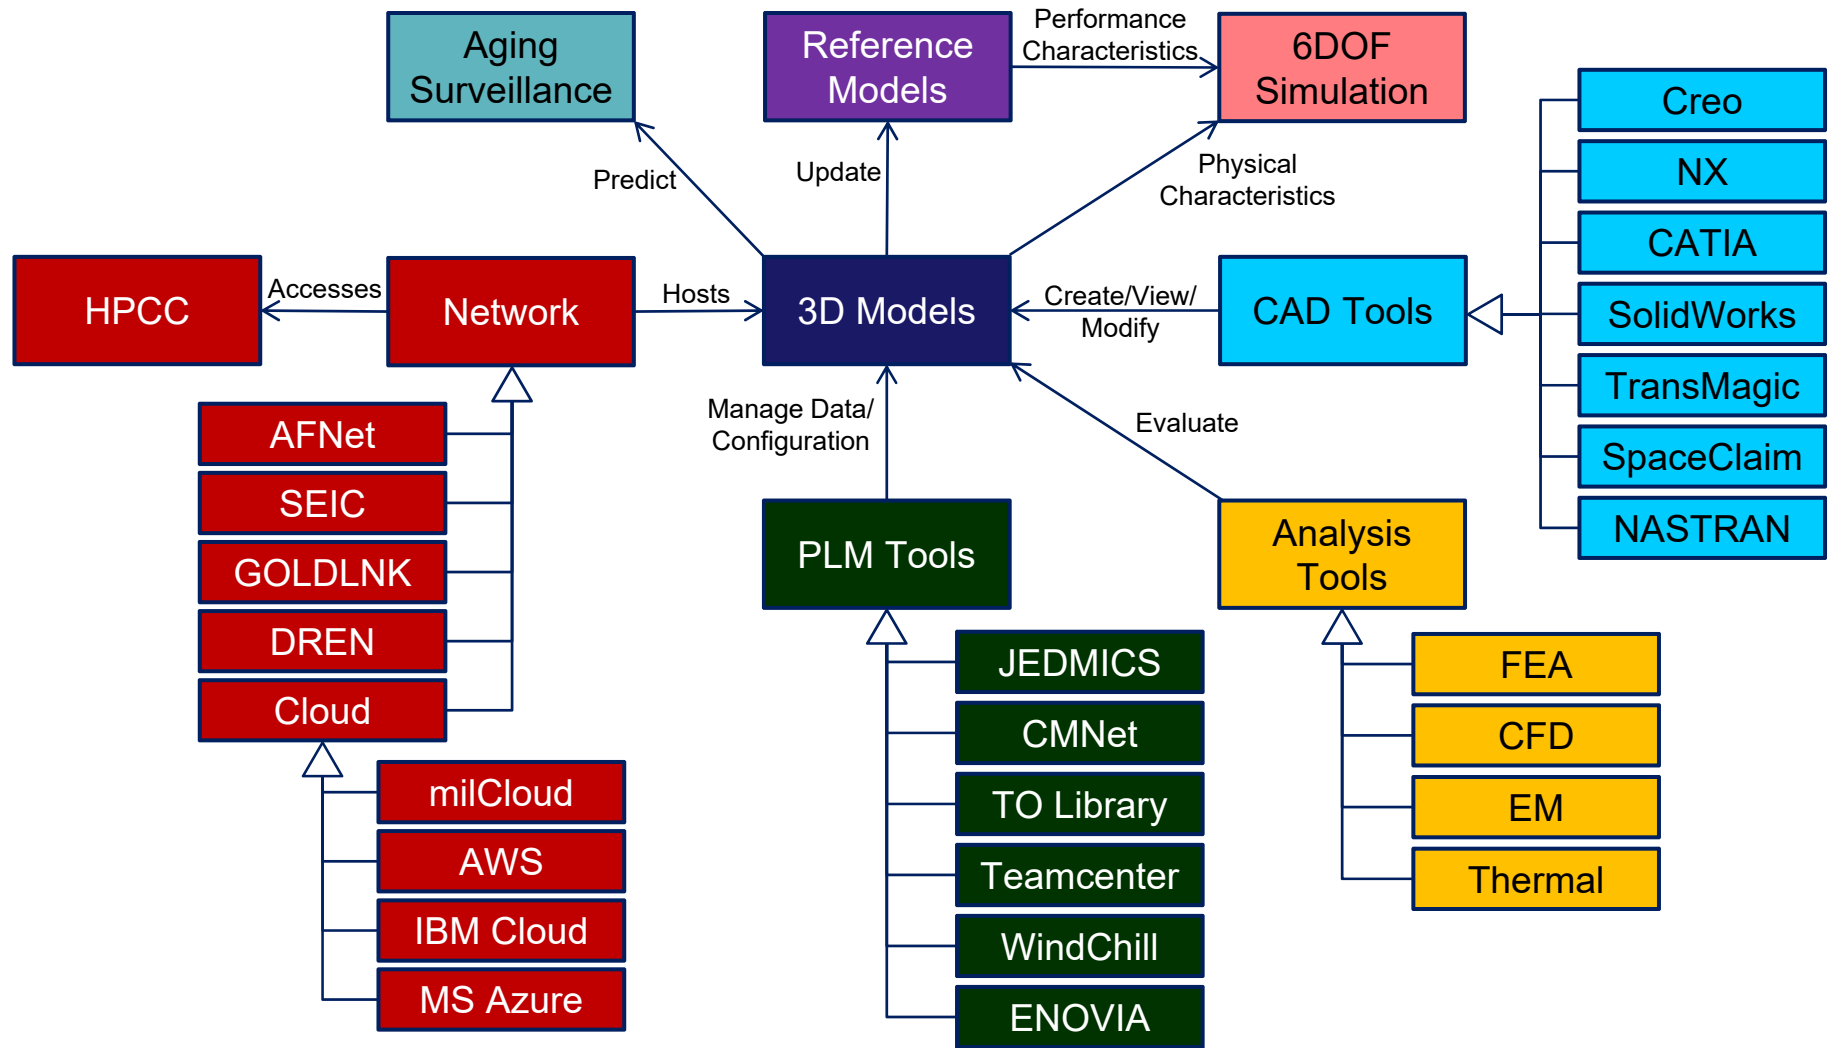 Aging
Surveillance
Reference
Models
Performance
Characteristics
6DOF
Simulation
Predict
Update
Physical
Characteristics
HPCC
Accesses
Network
Hosts
3D Models
Create/View/
Modify
CAD Tools
Creo
NX
CATIA
SolidWorks
TransMagic
SpaceClaim
NASTRAN
Manage Data/
Configuration
Evaluate
AFNet
SEIC
GOLDLNK
DREN
Cloud
milCloud
AWS
IBM Cloud
MS Azure
PLM Tools
JEDMICS
CMNet
TO Library
Teamcenter
WindChill
ENOVIA
Analysis
Tools
FEA
CFD
EM
Thermal